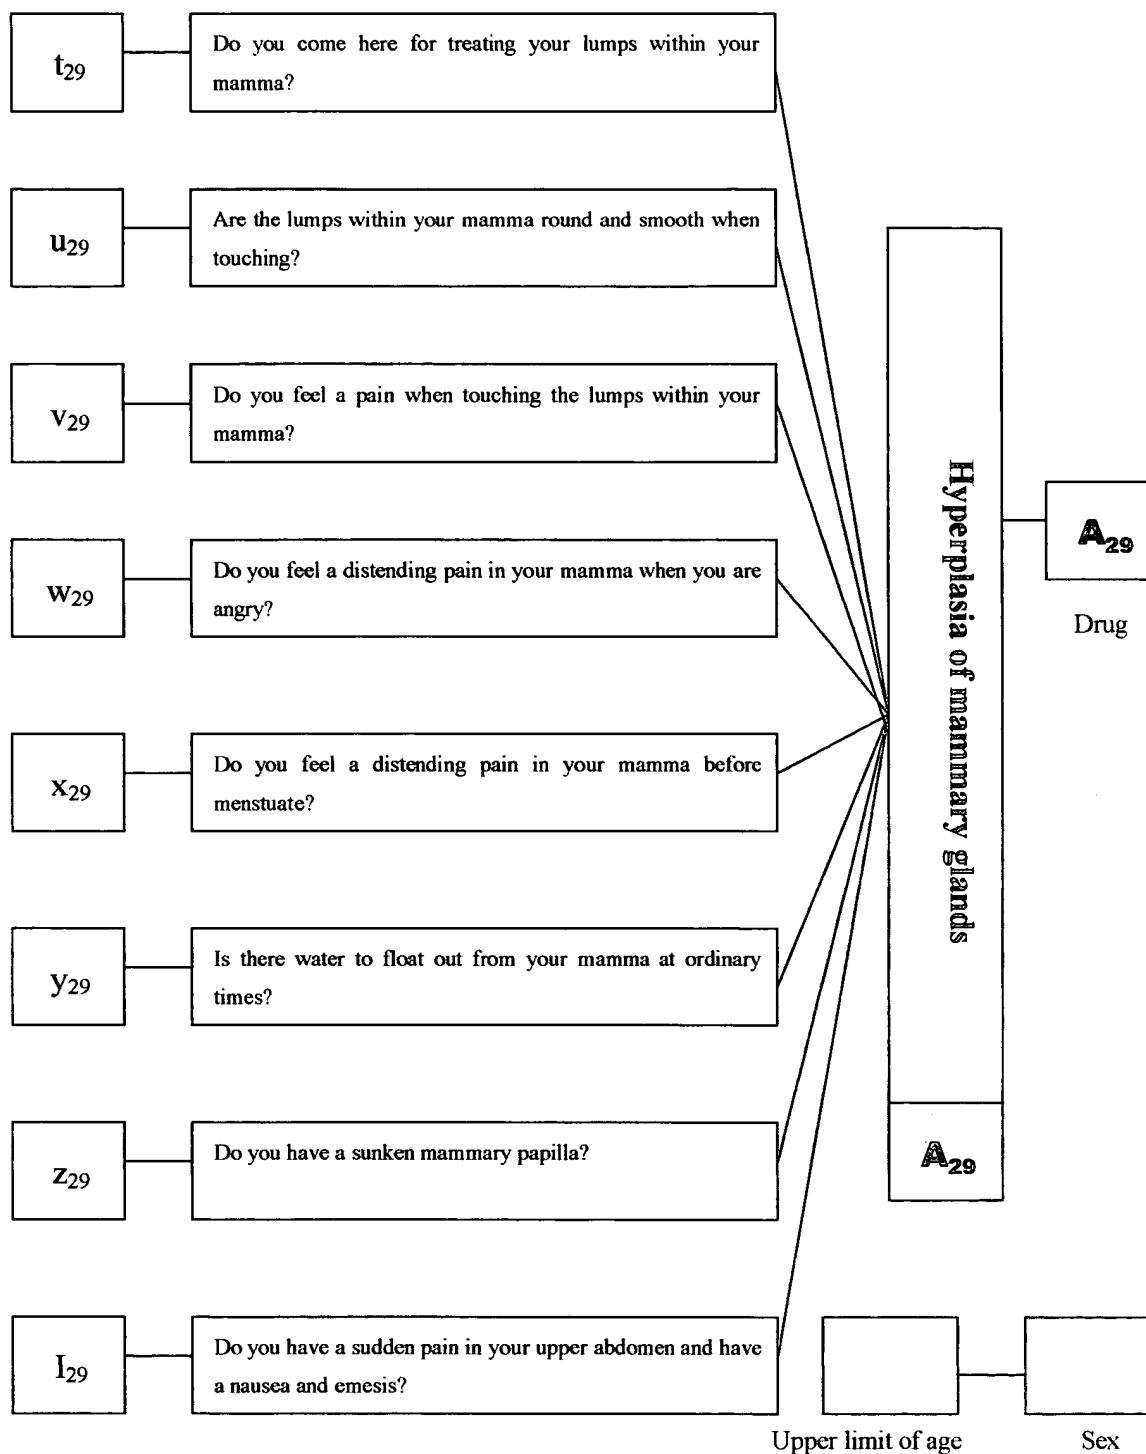 t29
Do you come here for treating your lumps within your
mamma?
u29
Are the lumps within your mamma round and smooth when
touching?
v29
Do you feel a pain when touching the lumps within your
mamma?
w29
Do you feel a distending pain in your mamma when you are
angry?
x29
Do you feel a distending pain in your mamma before
menstuate?
y29
Is there water to float out from your mamma at ordinary
times?
z29
Do you have a sunken mammary papilla?
I29
Do you have a sudden pain in your upper abdomen and have
a nausea and emesis?
Hyperplasia of mammary glands
A29
A29
Drug
Upper limit of age
Sex